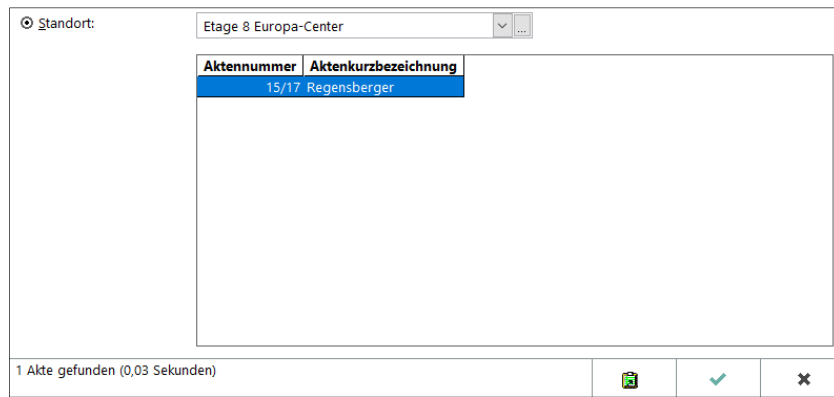 Standort:
Etage 8 Europa-Center
...
Aktennummer Aktenkurzbezeichnung
15/17 Regensberger
1 Akte gefunden (0,03 Sekunden)